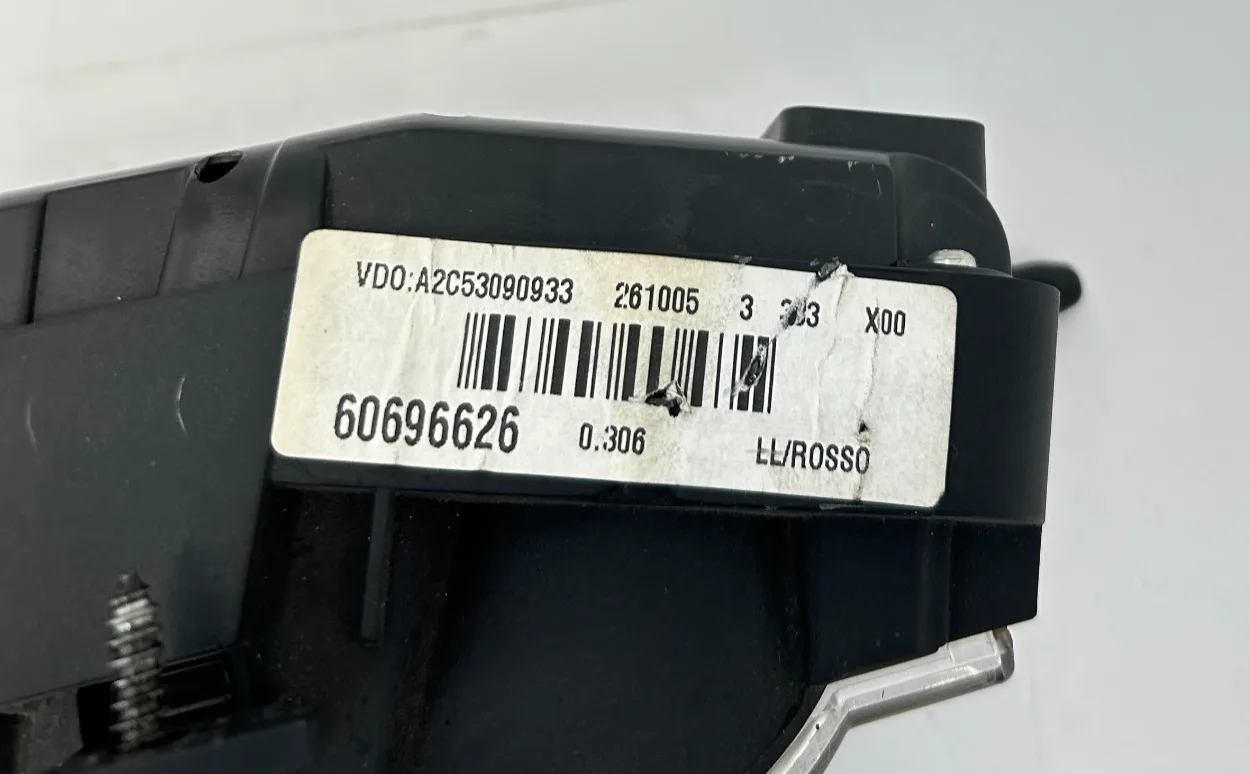 VDO:A2C53090933 261005 3 X00
60696626 0.306 LL/ROSSO